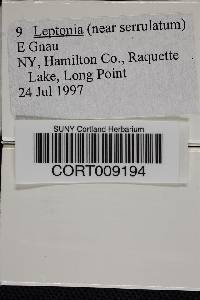 9 Leptonia (near serrulatum)
E Gnau
NY, Hamilton Co., Raquette
Lake, Long Point
24 Jul 1997
SUNY Cortland Herbarium
CORT009194